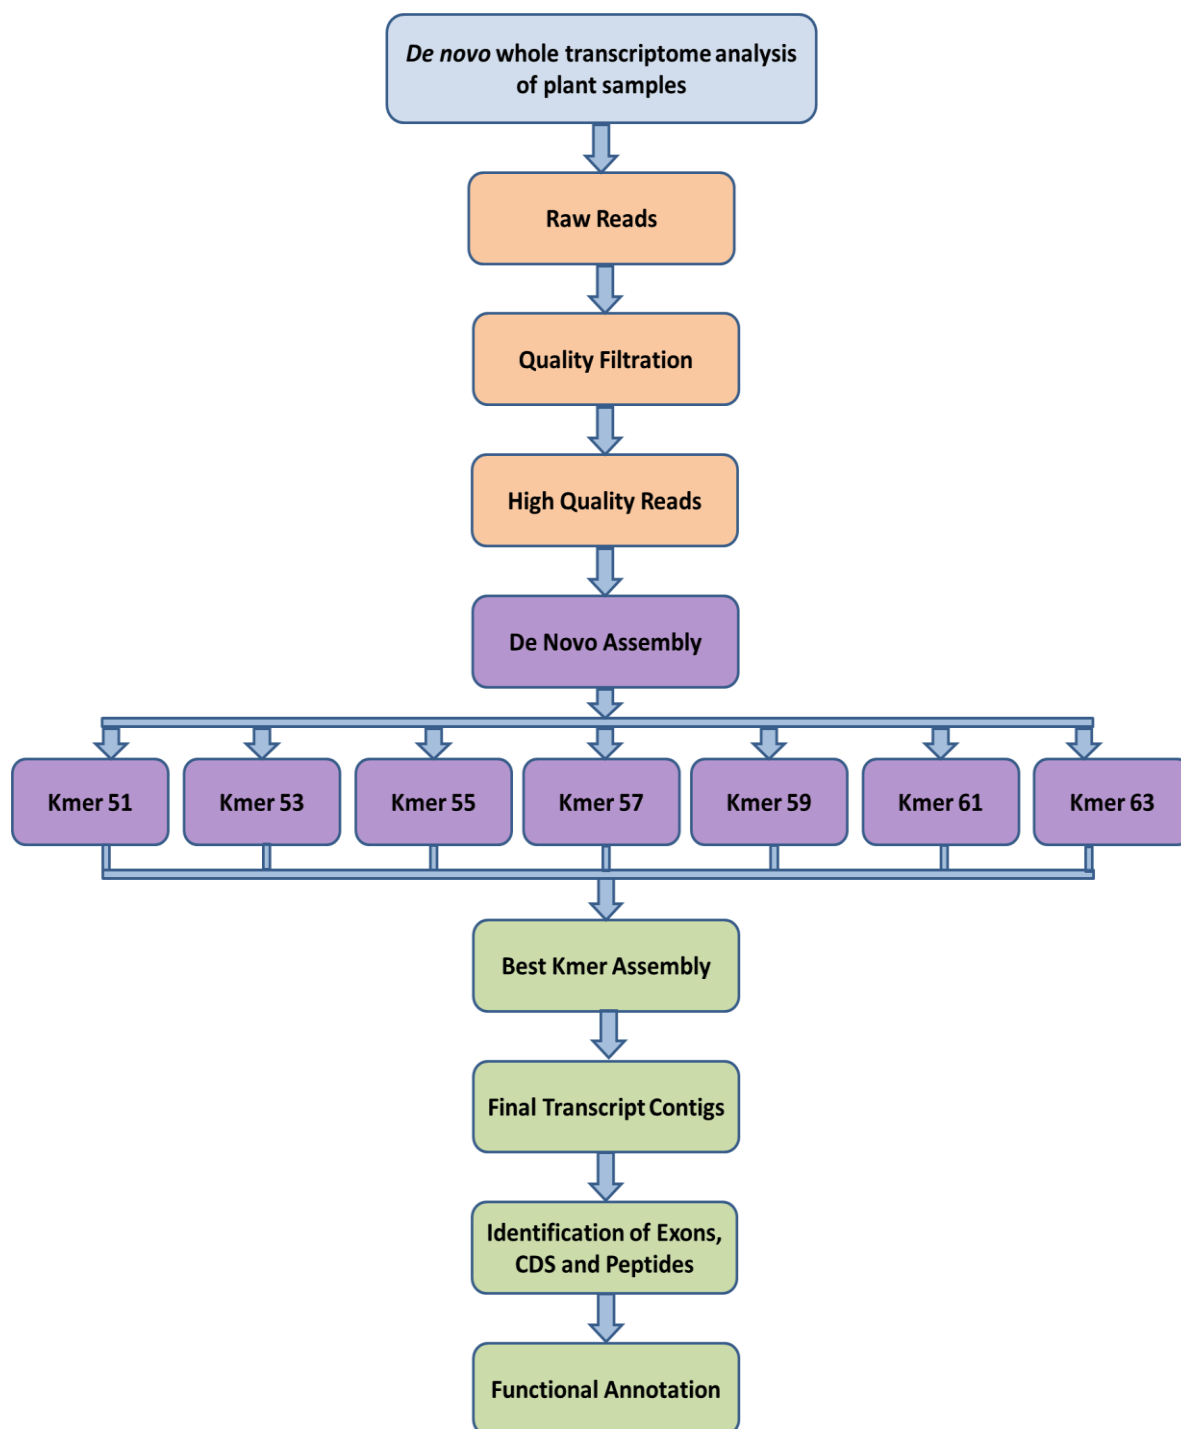 De novo whole transcriptome analysis
of plant samples
Raw Reads
Quality Filtration
High Quality Reads
De Novo Assembly
Kmer 51
Kmer 53
Kmer 55
Kmer 57
Kmer 59
Kmer 61
Kmer 63
Best Kmer Assembly
Final Transcript Contigs
Identification of Exons,
CDS and Peptides
Functional Annotation